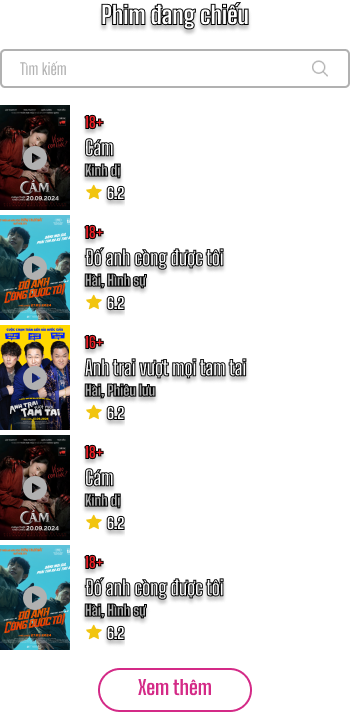 Phim đang chiếu
Tìm kiếm
18+
Cám
Kinh dị
6.2
CÁM
20.09.2024
18+
Đố anh còng được tôi
Hài, Hình sự
6.2
ĐỐ ANH
CÒNG ĐƯỢC TÔI
16+
Anh trai vượt mọi tam tai
Hài, Phiêu lưu
6.2
ANH TRAI VƯỢT MỌI
TAM TAI
18+
Cám
Kinh dị
6.2
CÁM
20.09.2024
18+
Đố anh còng được tôi
Hài, Hình sự
6.2
ĐỐ ANH
CÒNG ĐƯỢC TÔI
Xem thêm